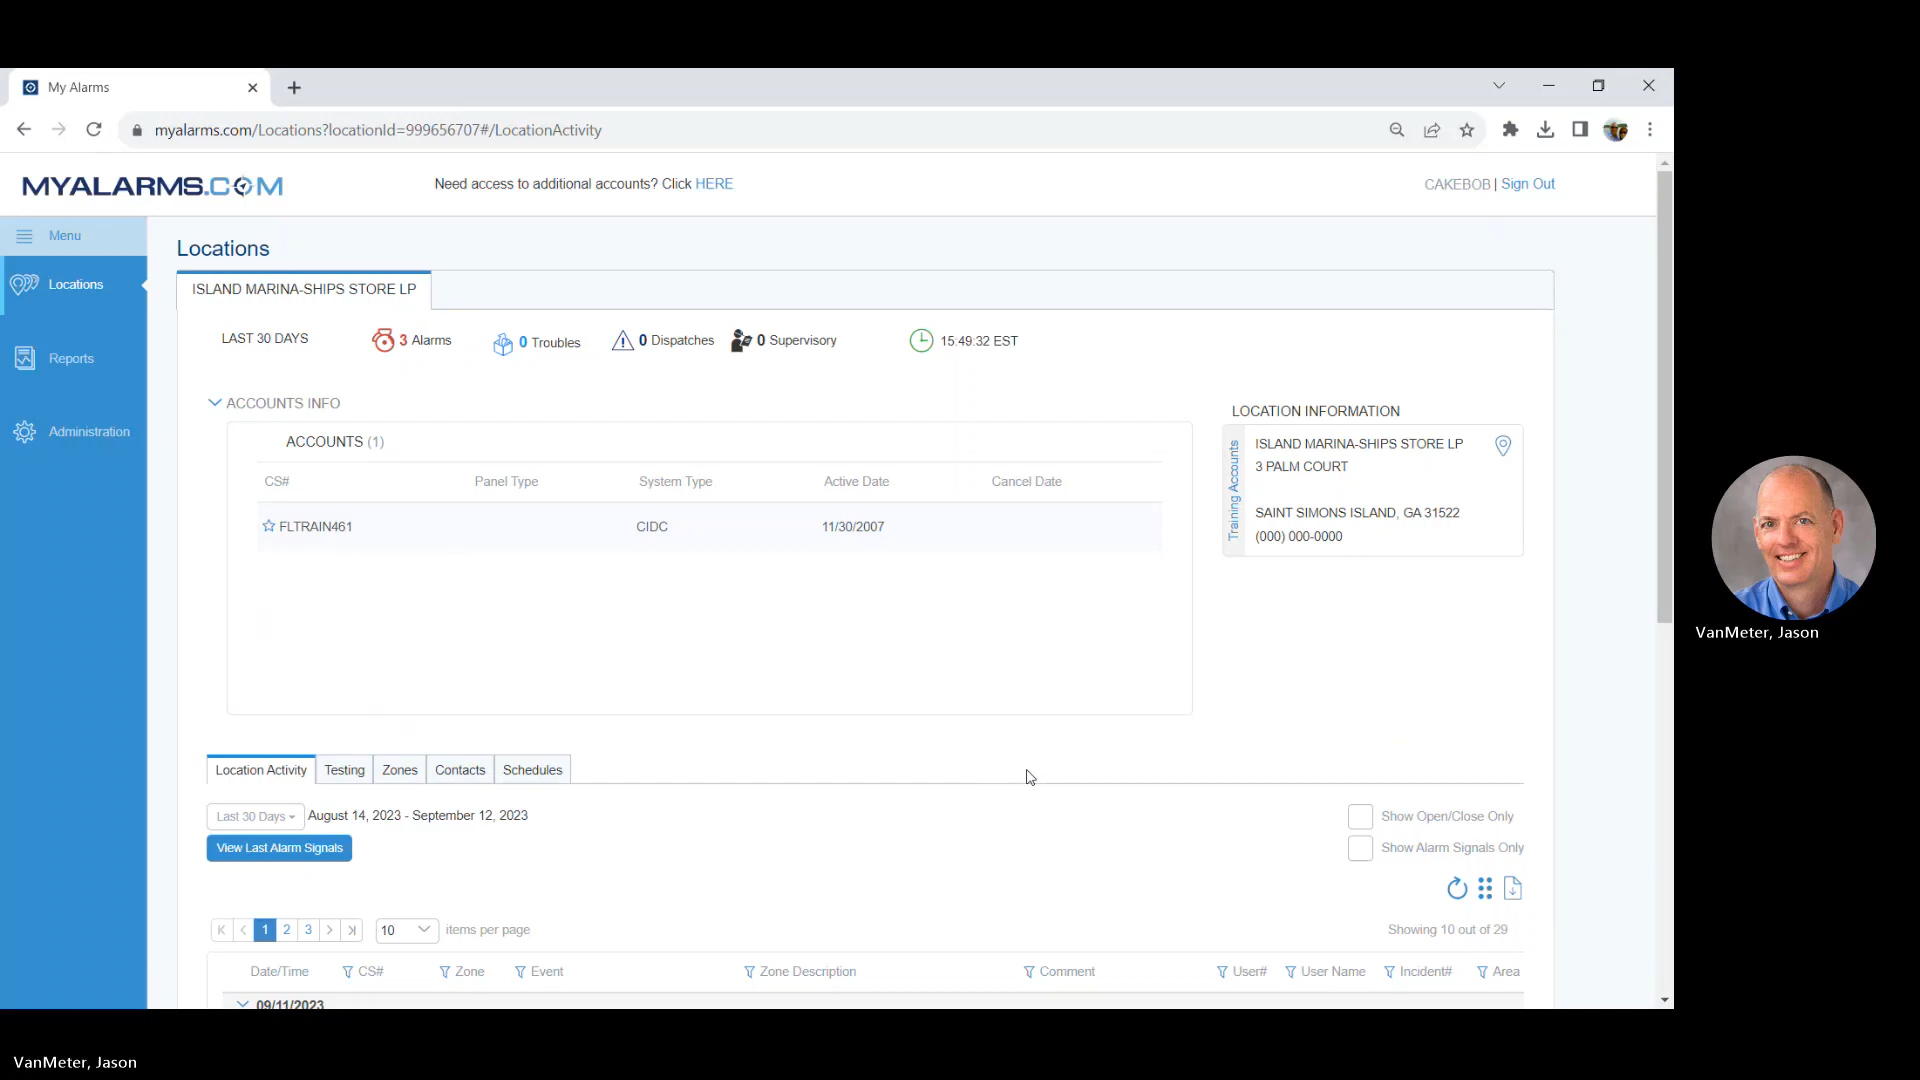 My Alarms
myalarms.com/Locations?locationId=999656707#/LocationActivity
MYALARMS.COM
Need access to additional accounts? Click HERE
CAKEBOB | Sign Out
Menu
Locations
Reports
Administration
Locations
ISLAND MARINA-SHIPS STORE LP
LAST 30 DAYS
3 Alarms
0 Troubles
0 Dispatches
0 Supervisory
15:49:32 EST
ACCOUNTS INFO
ACCOUNTS (1)
CS# Panel Type System Type Active Date Cancel Date
FLTRAIN461 CIDC 11/30/2007
LOCATION INFORMATION
Training Accounts
ISLAND MARINA-SHIPS STORE LP
3 PALM COURT
SAINT SIMONS ISLAND, GA 31522
(000) 000-0000
VanMeter, Jason
Location Activity Testing Zones Contacts Schedules
Last 30 Days August 14, 2023 - September 12, 2023
View Last Alarm Signals
Show Open/Close Only
Show Alarm Signals Only
1 2 3 10 items per page
Showing 10 out of 29
Date/Time CS# Zone Event Zone Description Comment User# User Name Incident# Area
09/11/2023
VanMeter, Jason